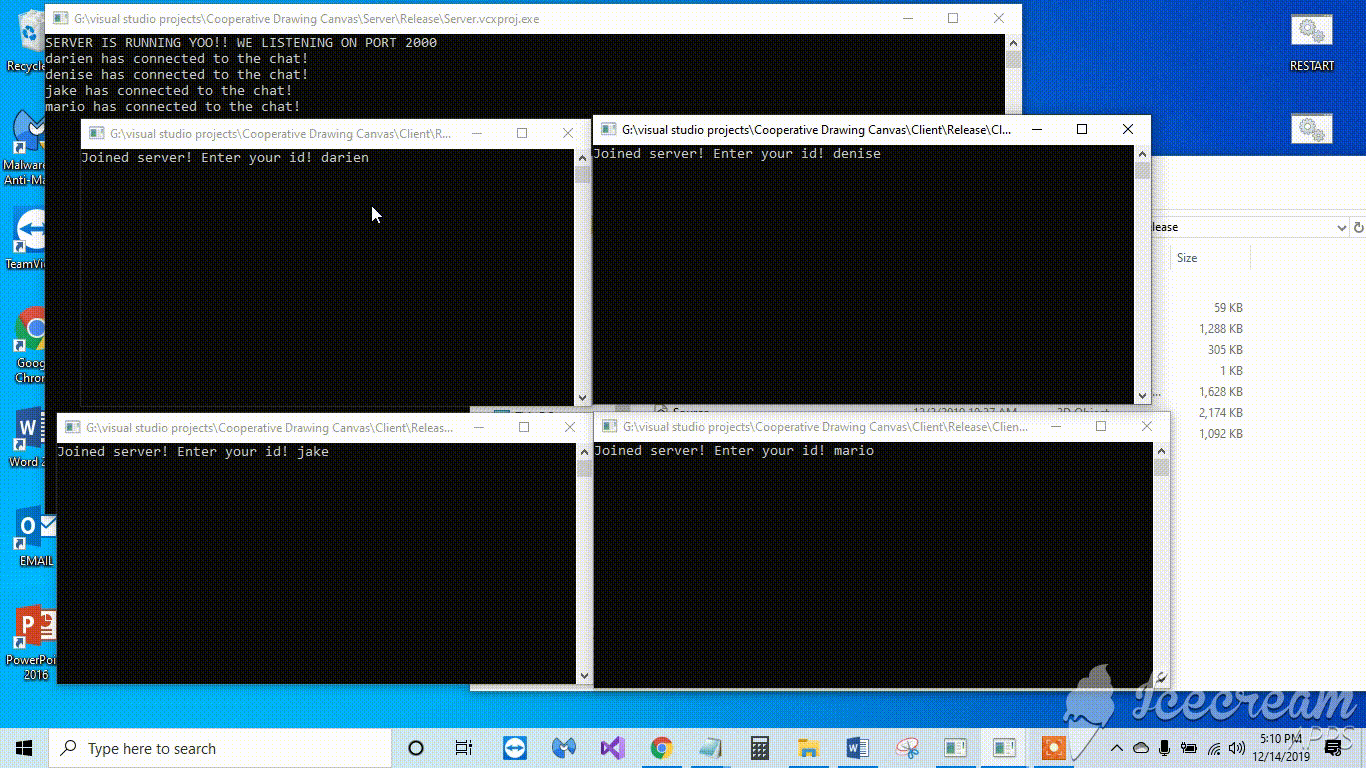 G:\visual studio projects\Cooperative Drawing Canvas\Server\Release\Server.vcxproj.exe
SERVER IS RUNNING YOO!! WE LISTENING ON PORT 2000
darien has connected to the chat!
denise has connected to the chat!
jake has connected to the chat!
mario has connected to the chat!
G:\visual studio projects\Cooperative Drawing Canvas\Client\R...
Joined server! Enter your id! darien
G:\visual studio projects\Cooperative Drawing Canvas\Client\Release\Cl...
Joined server! Enter your id! denise
G:\visual studio projects\Cooperative Drawing Canvas\Client\Releas...
Joined server! Enter your id! jake
G:\visual studio projects\Cooperative Drawing Canvas\Client\Release\Clien...
Joined server! Enter your id! mario
Recycle
Malware
Anti-Ma
TeamVi
Goog
Chron
W
Word 2
O
EMAIL
P
PowerPoi
2016
RESTART
lease
Size
59 KB
1,288 KB
305 KB
1 KB
1,628 KB
2,174 KB
1,092 KB
Icecream
APPS
Type here to search
5:10 PM
12/14/2019